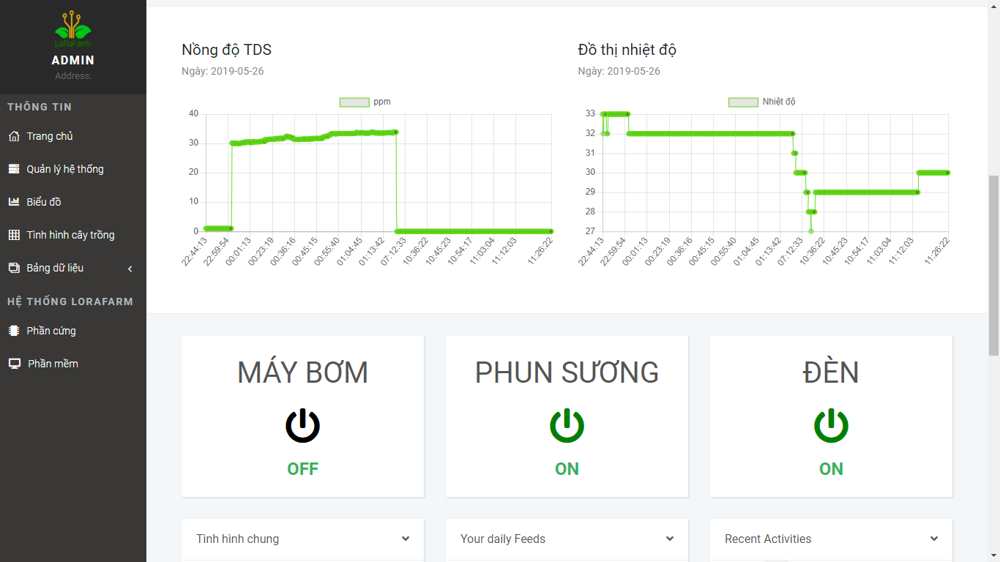 LoRaFarm
ADMIN
Address:
THÔNG TIN
Trang chủ
Quản lý hệ thống
Biểu đồ
Tình hình cây trồng
Bảng dữ liệu
HỆ THỐNG LORAFARM
Phần cứng
Phần mềm
Nồng độ TDS
Ngày: 2019-05-26
ppm
40
30
20
10
0
22:44:13
22:59:54
00:01:13
00:23:19
00:36:16
00:45:15
00:55:40
01:04:45
01:13:42
07:12:33
10:36:22
10:45:23
10:54:17
11:03:04
11:12:03
11:26:22
Đồ thị nhiệt độ
Ngày: 2019-05-26
Nhiệt độ
33
32
31
30
29
28
27
22:44:13
22:59:54
00:01:13
00:23:19
00:36:16
00:45:15
00:55:40
01:04:45
01:13:42
07:12:33
10:36:22
10:45:23
10:54:17
11:03:04
11:12:03
11:26:22
MÁY BƠM
OFF
PHUN SƯƠNG
ON
ĐÈN
ON
Tình hình chung
Your daily Feeds
Recent Activities